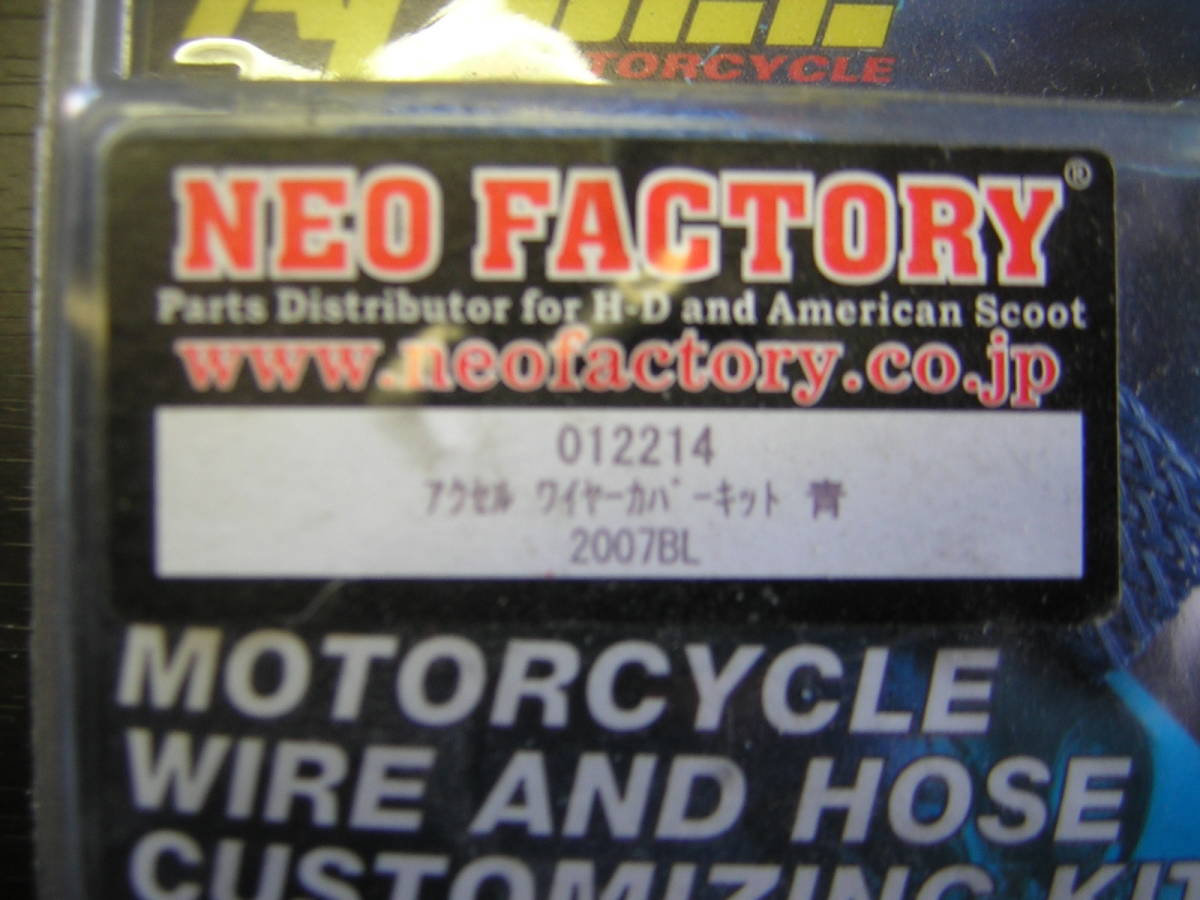 MOTORCYCLE
NEO FACTORY®
Parts Distributor for H-D and American Scoot
www.neofactory.co.jp
012214
ｱｸｾﾙ ﾜｲﾔｰｶﾊﾞｰｷｯﾄ 青
2007BL
MOTORCYCLE
WIRE AND HOSE
CUSTOMIZING KIT